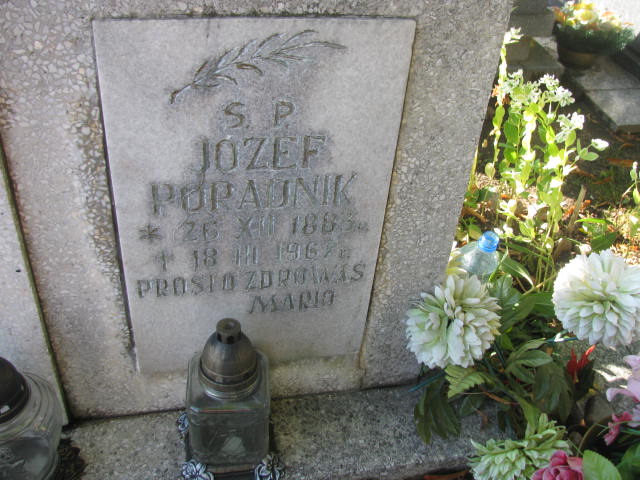 Ś. P.
JÓZEF
PORADNIK
* 26 XII 1883 r.
+ 18 III 1967 r.
PROSI O ZDROWAŚ
MARIO